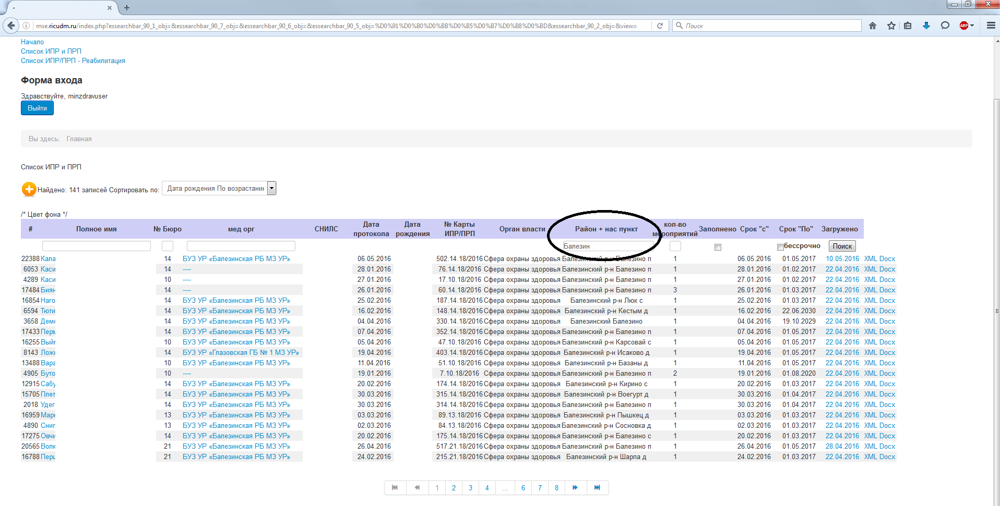 -
mse.ricudm.ru/index.php?essearchbar_90_1_obj=&essearchbar_90_7_obj=&essearchbar_90_6_obj=&essearchbar_90_5_obj=%D0%91%D0%B0%D0%BB%D0%B5%D0%B7%D0%B8%D0%BD&essearchbar_90_2_obj=&view= Поиск ABP
Начало
Список ИПР и ПРП
Список ИПР/ПРП - Реабилитация
Форма входа
Здравствуйте, minzdravuser
Выйти
Вы здесь: Главная
Список ИПР и ПРП
Найдено: 141 записей Сортировать по: Дата рождения По возрастани
/* Цвет фона */
# Полное имя № Бюро мед орг СНИЛС Дата протокола Дата рождения № Карты ИПР/ПРП Орган власти Район + нас пункт кол-во мероприятий Заполнено Срок "с" Срок "По" Загружено
Балезин бессрочно Поиск
22388 Кала 14 БУЗ УР «Балезинская РБ МЗ УР» 06.05.2016 502.14.18/2016 Сфера охраны здоровья Балезинский р-н Балезино п 1 06.05.2016 01.05.2017 10.05.2016 XML Docx
6053 Каси 14 ---- 28.01.2016 76.14.18/2016 Сфера охраны здоровья Балезинский р-н Балезино п 1 28.01.2016 01.02.2017 22.04.2016 XML Docx
4289 Каси 10 ---- 27.01.2016 17.10.18/2016 Сфера охраны здоровья Балезинский р-н Балезино п 1 27.01.2016 01.02.2017 22.04.2016 XML Docx
17484 Биян 14 ---- 26.01.2016 60.14.18/2016 Сфера охраны здоровья Балезинский р-н Балезино п 3 26.01.2016 01.03.2017 22.04.2016 XML Docx
16854 Наго 14 БУЗ УР «Балезинская РБ МЗ УР» 25.02.2016 187.14.18/2016 Сфера охраны здоровья Балезинский р-н Люк с 1 25.02.2016 01.03.2017 22.04.2016 XML Docx
6594 Тюти 14 БУЗ УР «Балезинская РБ МЗ УР» 16.02.2016 148.14.18/2016 Сфера охраны здоровья Балезинский р-н Кестым д 1 16.02.2016 22.06.2030 22.04.2016 XML Docx
3658 Деме 14 БУЗ УР «Балезинская РБ МЗ УР» 04.04.2016 330.14.18/2016 Сфера охраны здоровья Балезинский Балезино 1 04.04.2016 19.10.2029 22.04.2016 XML Docx
17433 Перм 14 БУЗ УР «Балезинская РБ МЗ УР» 07.04.2016 352.14.18/2016 Сфера охраны здоровья Балезинский р-н Балезино п 1 07.04.2016 01.05.2017 22.04.2016 XML Docx
16255 Выйм 10 БУЗ УР «Балезинская РБ МЗ УР» 05.04.2016 47.10.18/2016 Сфера охраны здоровья Балезинский р-н Карсовай с 1 05.04.2016 01.05.2017 22.04.2016 XML Docx
8143 Ложк 14 БУЗ УР «Глазовская ГБ № 1 МЗ УР» 19.04.2016 403.14.18/2016 Сфера охраны здоровья Балезинский р-н Исаково д 1 19.04.2016 01.05.2017 22.04.2016 XML Docx
13488 Вара 10 БУЗ УР «Балезинская РБ МЗ УР» 11.04.2016 51.10.18/2016 Сфера охраны здоровья Балезинский р-н Базаны д 1 11.04.2016 01.05.2017 22.04.2016 XML Docx
4905 Буто 10 ---- 19.01.2016 7.10.18/2016 Сфера охраны здоровья Балезинский р-н Балезино п 2 19.01.2016 01.08.2020 22.04.2016 XML Docx
12915 Сабу 14 БУЗ УР «Балезинская РБ МЗ УР» 20.02.2016 174.14.18/2016 Сфера охраны здоровья Балезинский р-н Кирино с 1 20.02.2016 01.03.2017 22.04.2016 XML Docx
15705 Плет 14 БУЗ УР «Балезинская РБ МЗ УР» 30.03.2016 315.14.18/2016 Сфера охраны здоровья Балезинский р-н Воегурт д 1 30.03.2016 01.04.2017 22.04.2016 XML Docx
2018 Удег 14 БУЗ УР «Балезинская РБ МЗ УР» 30.03.2016 314.14.18/2016 Сфера охраны здоровья Балезинский р-н Балезино п 1 30.03.2016 01.04.2017 22.04.2016 XML Docx
16959 Марк 13 БУЗ УР «Балезинская РБ МЗ УР» 03.03.2016 89.13.18/2016 Сфера охраны здоровья Балезинский р-н Пышкец д 1 03.03.2016 01.03.2017 22.04.2016 XML Docx
4890 Сниг 13 БУЗ УР «Балезинская РБ МЗ УР» 02.03.2016 84.13.18/2016 Сфера охраны здоровья Балезинский р-н Сосновка д 1 02.03.2016 01.03.2017 22.04.2016 XML Docx
17275 Овчи 14 БУЗ УР «Балезинская РБ МЗ УР» 20.02.2016 175.14.18/2016 Сфера охраны здоровья Балезинский р-н Балезино с 1 20.02.2016 01.03.2017 22.04.2016 XML Docx
20565 Волк 21 БУЗ УР «Балезинская РБ МЗ УР» 26.04.2016 517.21.18/2016 Сфера охраны здоровья Балезинский р-н Балезино п 1 26.04.2016 01.05.2017 28.04.2016 XML Docx
16788 Перц 21 БУЗ УР «Балезинская РБ МЗ УР» 24.02.2016 215.21.18/2016 Сфера охраны здоровья Балезинский р-н Шарпа д 1 24.02.2016 01.03.2017 22.04.2016 XML Docx
1 2 3 4 ... 6 7 8